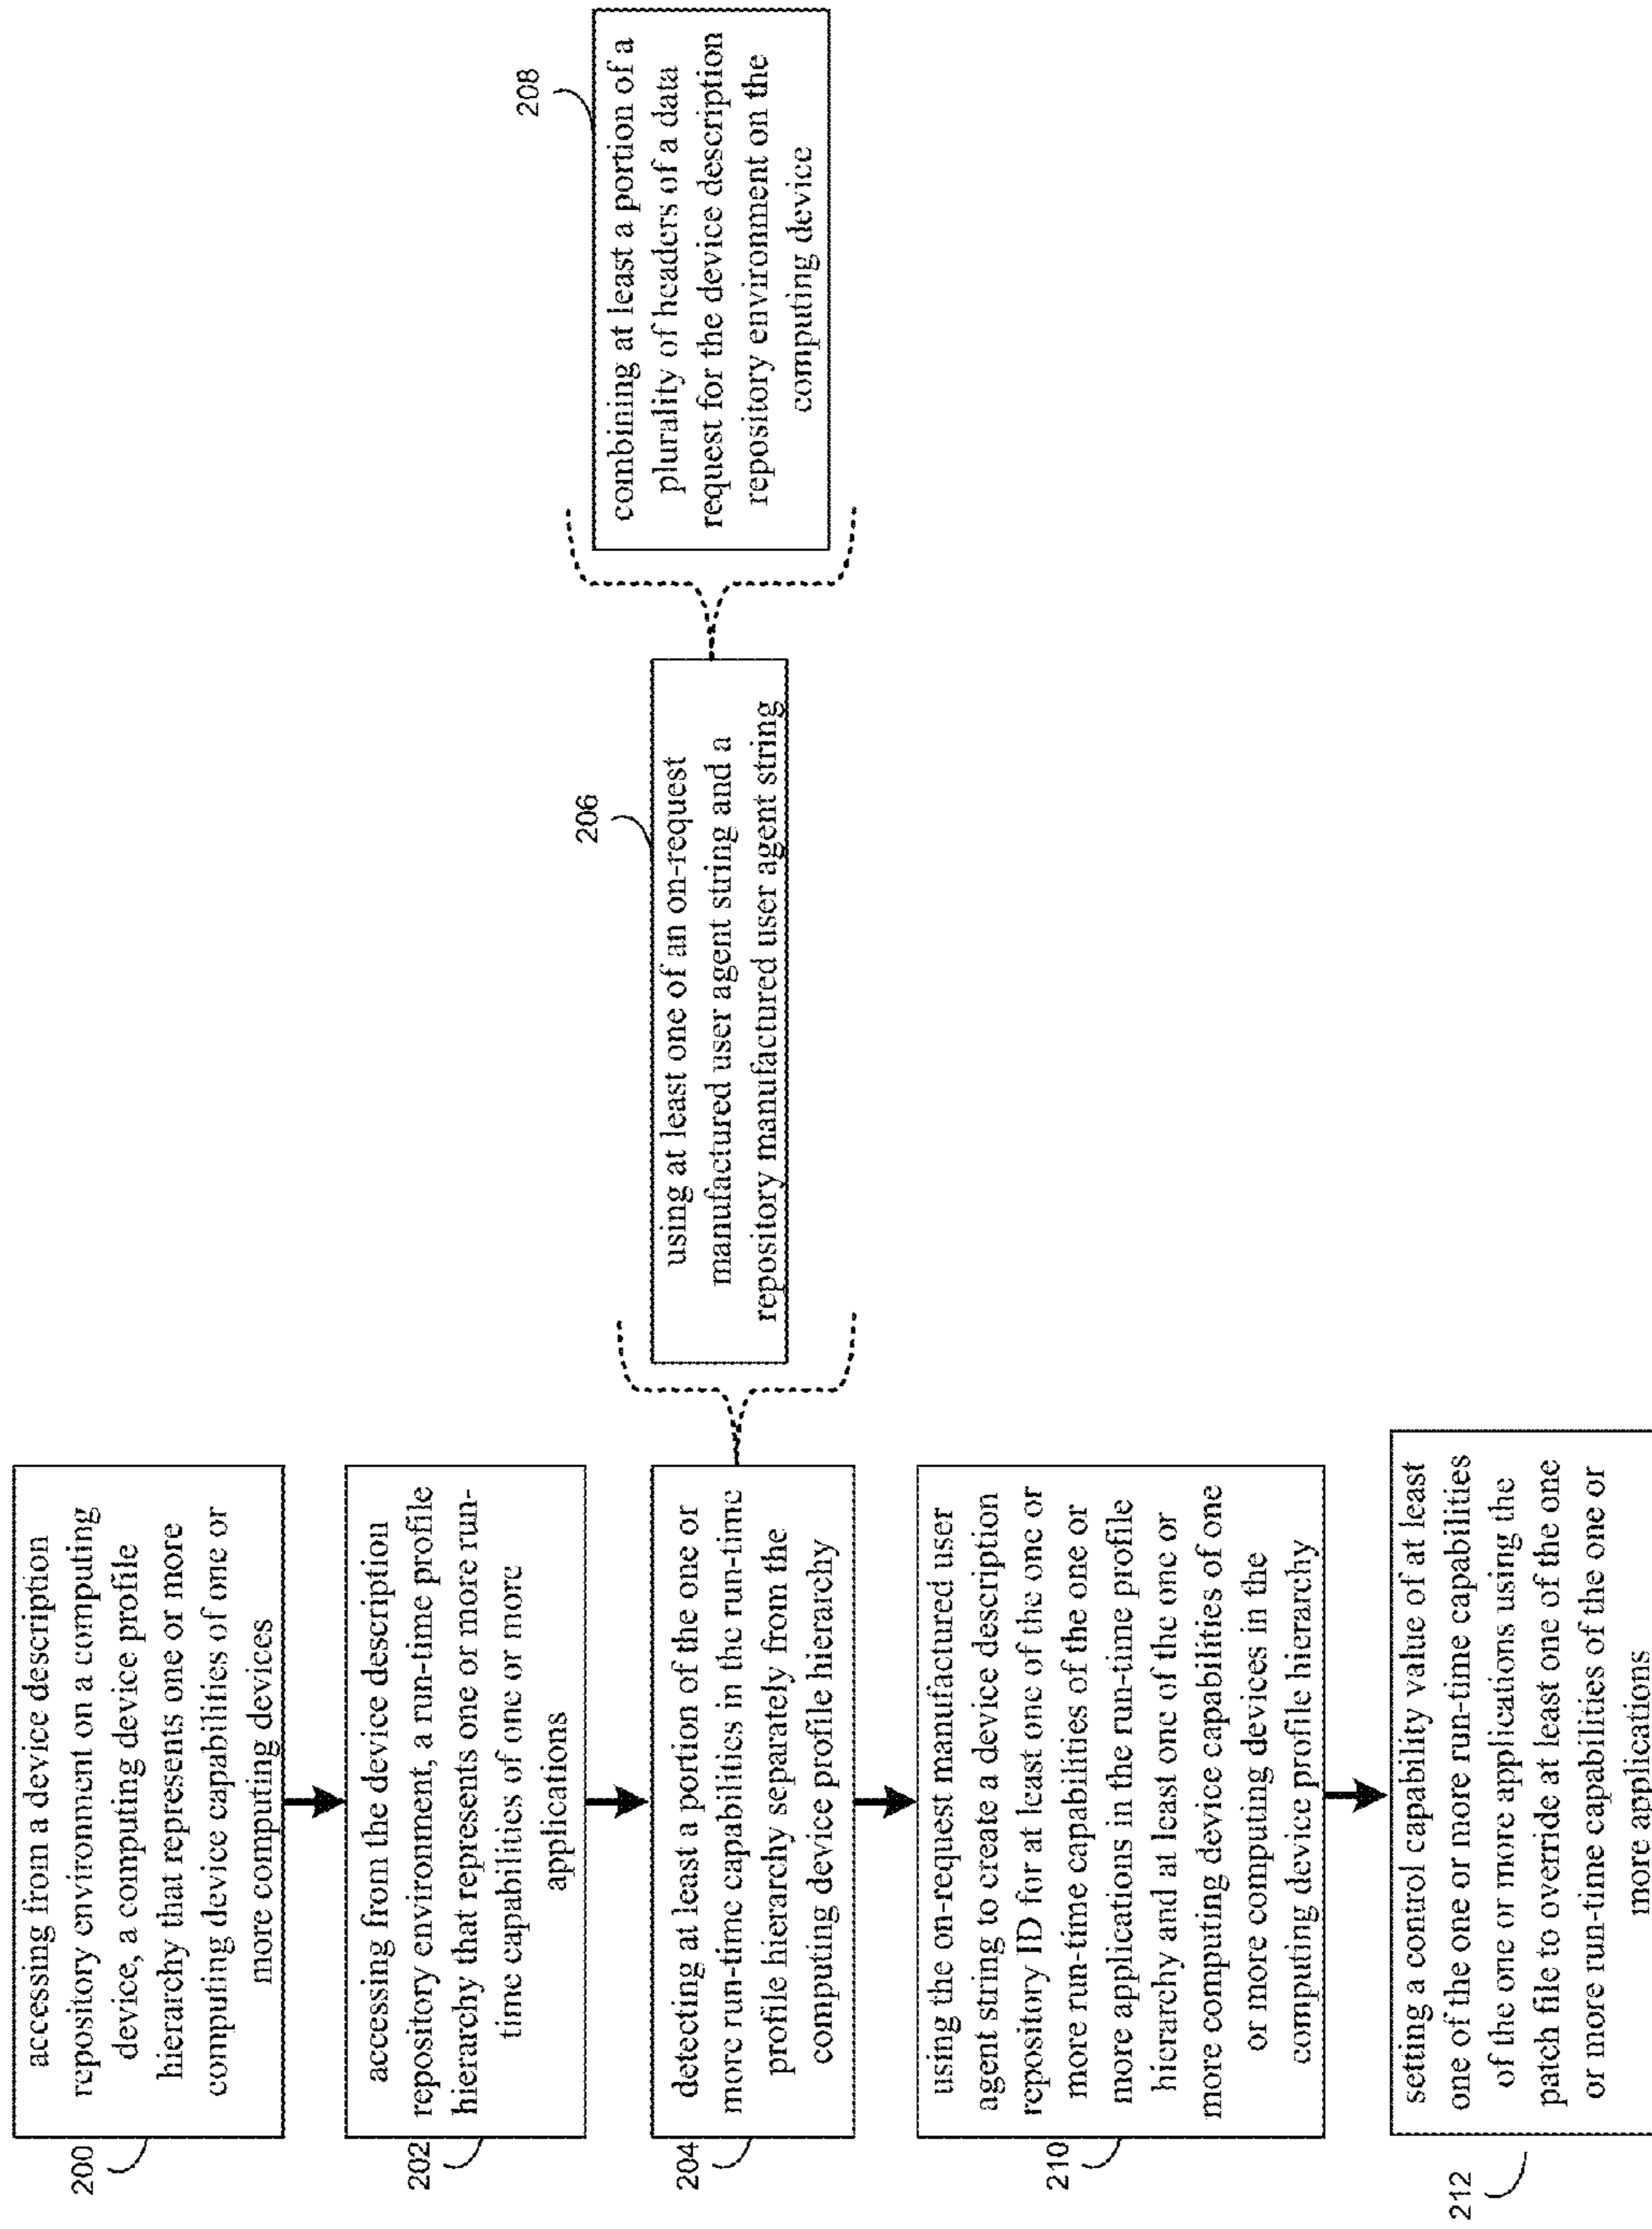 200
accessing from a device description
repository environment on a computing
device, a computing device profile
hierarchy that represents one or more
computing device capabilities of one or
more computing devices
202
accessing from the device description
repository environment, a run-time profile
hierarchy that represents one or more run-
time capabilities of one or more
applications
204
detecting at least a portion of the one or
more run-time capabilities in the run-time
profile hierarchy separately from the
computing device profile hierarchy
206
using at least one of an on-request
manufactured user agent string and a
repository manufactured user agent string
208
combining at least a portion of a
plurality of headers of a data
request for the device description
repository environment on the
computing device
210
using the on-request manufactured user
agent string to create a device description
repository ID for at least one of the one or
more run-time capabilities of the one or
more applications in the run-time profile
hierarchy and at least one of the one or
more computing device capabilities of one
or more computing devices in the
computing device profile hierarchy
212
setting a control capability value of at least
one of the one or more run-time capabilities
of the one or more applications using the
patch file to override at least one of the one
or more run-time capabilities of the one or
more applications